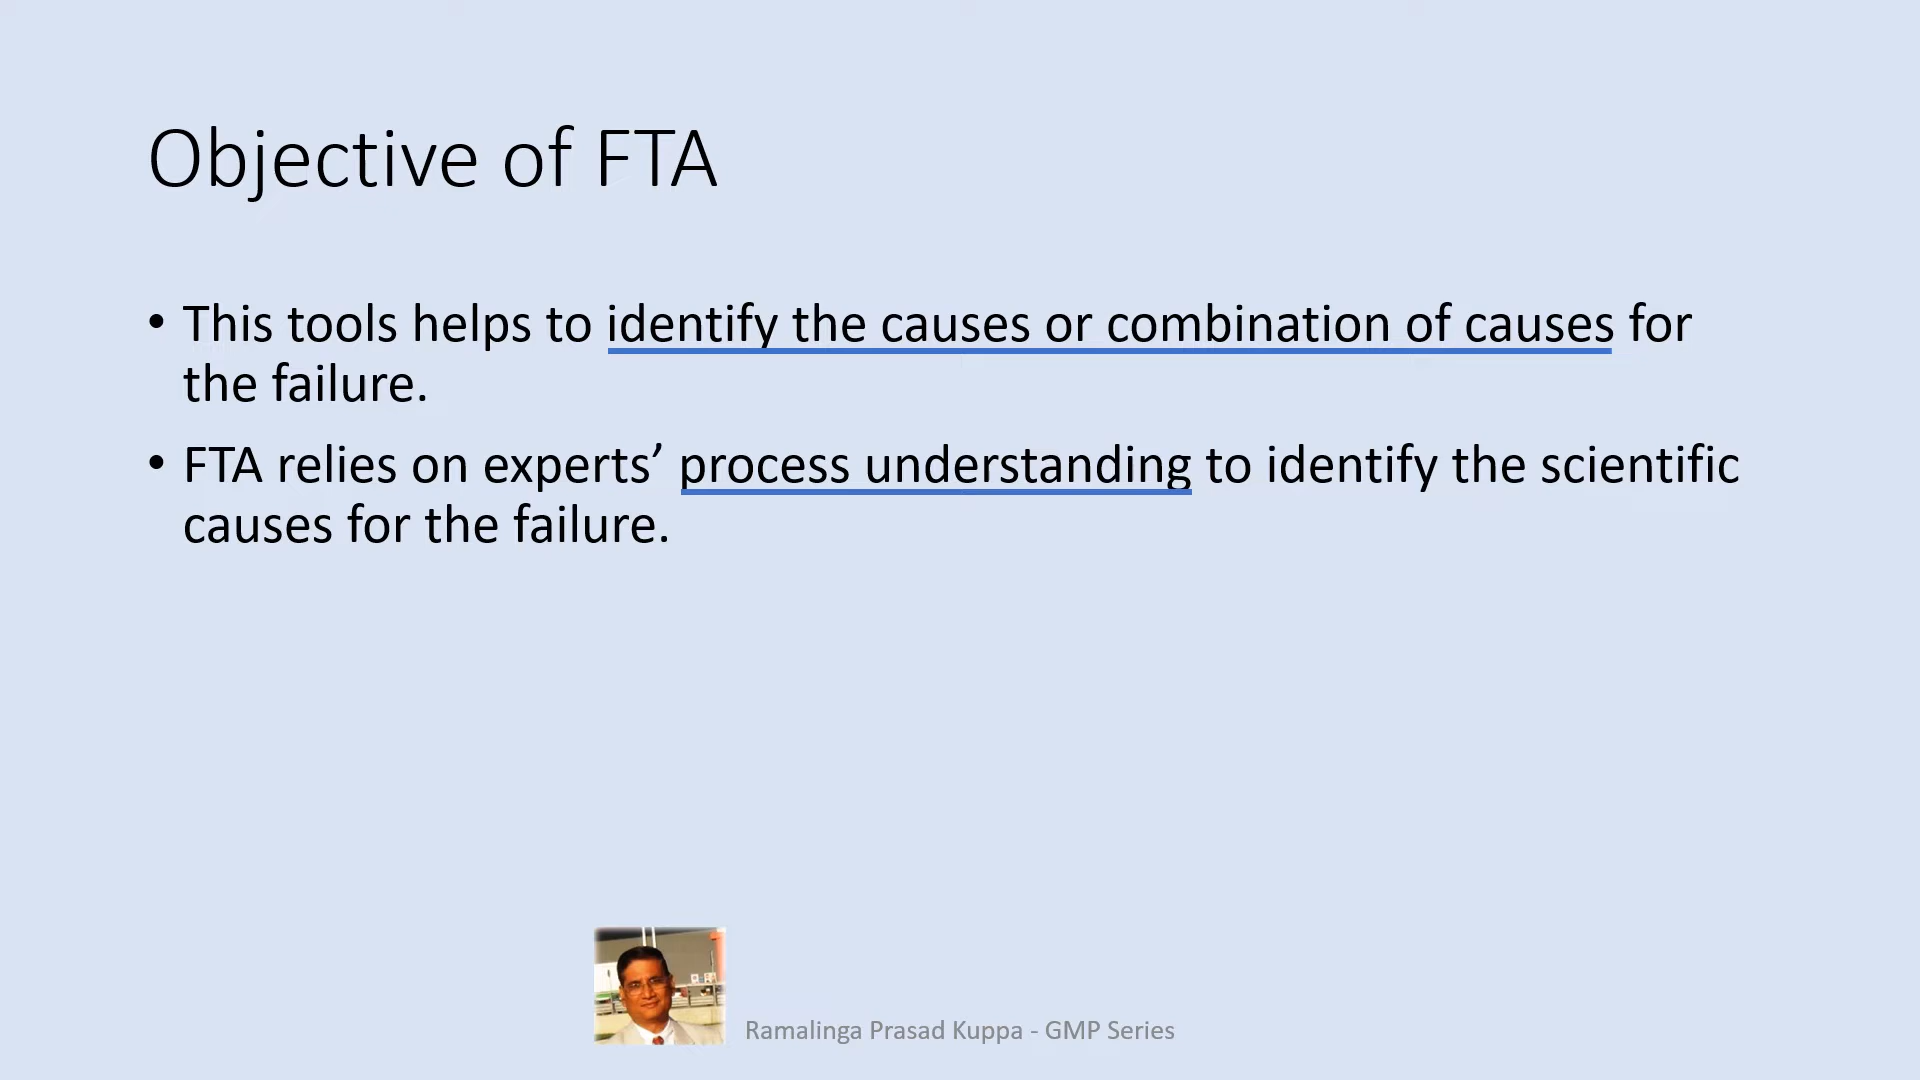 Objective of FTA
• This tools helps to identify the causes or combination of causes for
the failure.
• FTA relies on experts’ process understanding to identify the scientific
causes for the failure.
Ramalinga Prasad Kuppa - GMP Series